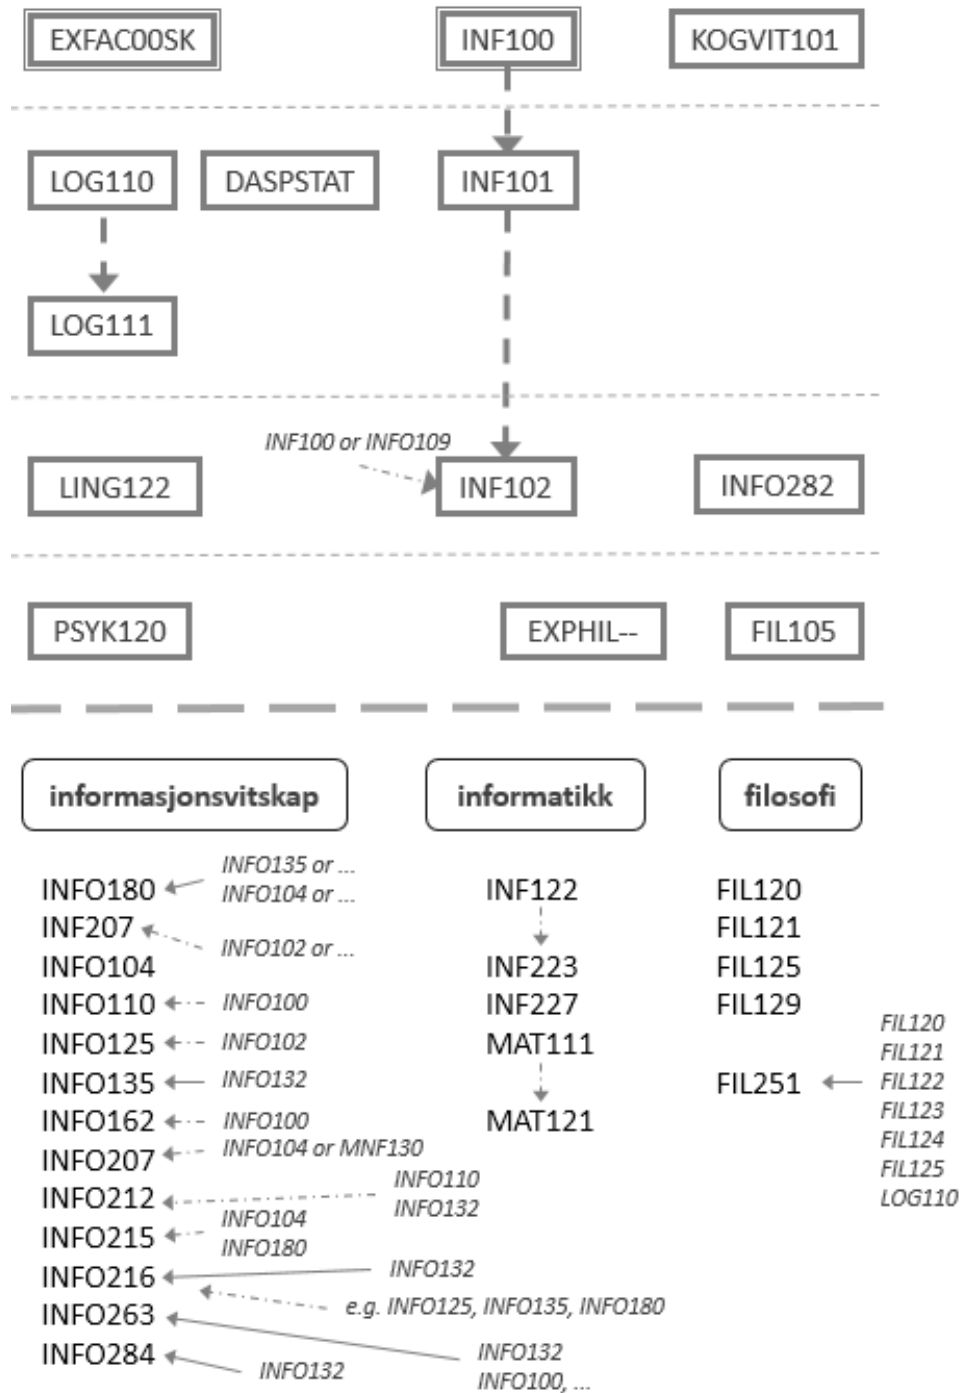 EXFAC00SK
INF100
KOGVIT101
LOG110
DASPSTAT
INF101
LOG111
INF100 or INFO109
LING122
INF102
INFO282
PSYK120
EXPHIL--
FIL105
informasjonsvitskap
informatikk
filosofi
INFO180
INFO135 or ...
INFO104 or ...
INF207
INFO102 or ...
INFO104
INFO110
INFO100
INFO125
INFO102
INFO135
INFO132
INFO162
INFO100
INFO207
INFO104 or MNF130
INFO212
INFO110
INFO132
INFO215
INFO104
INFO180
INFO216
INFO132
e.g. INFO125, INFO135, INFO180
INFO263
INFO132
INFO100, ...
INFO284
INFO132
INF122
INF223
INF227
MAT111
MAT121
FIL120
FIL121
FIL125
FIL129
FIL251
FIL120
FIL121
FIL122
FIL123
FIL124
FIL125
LOG110